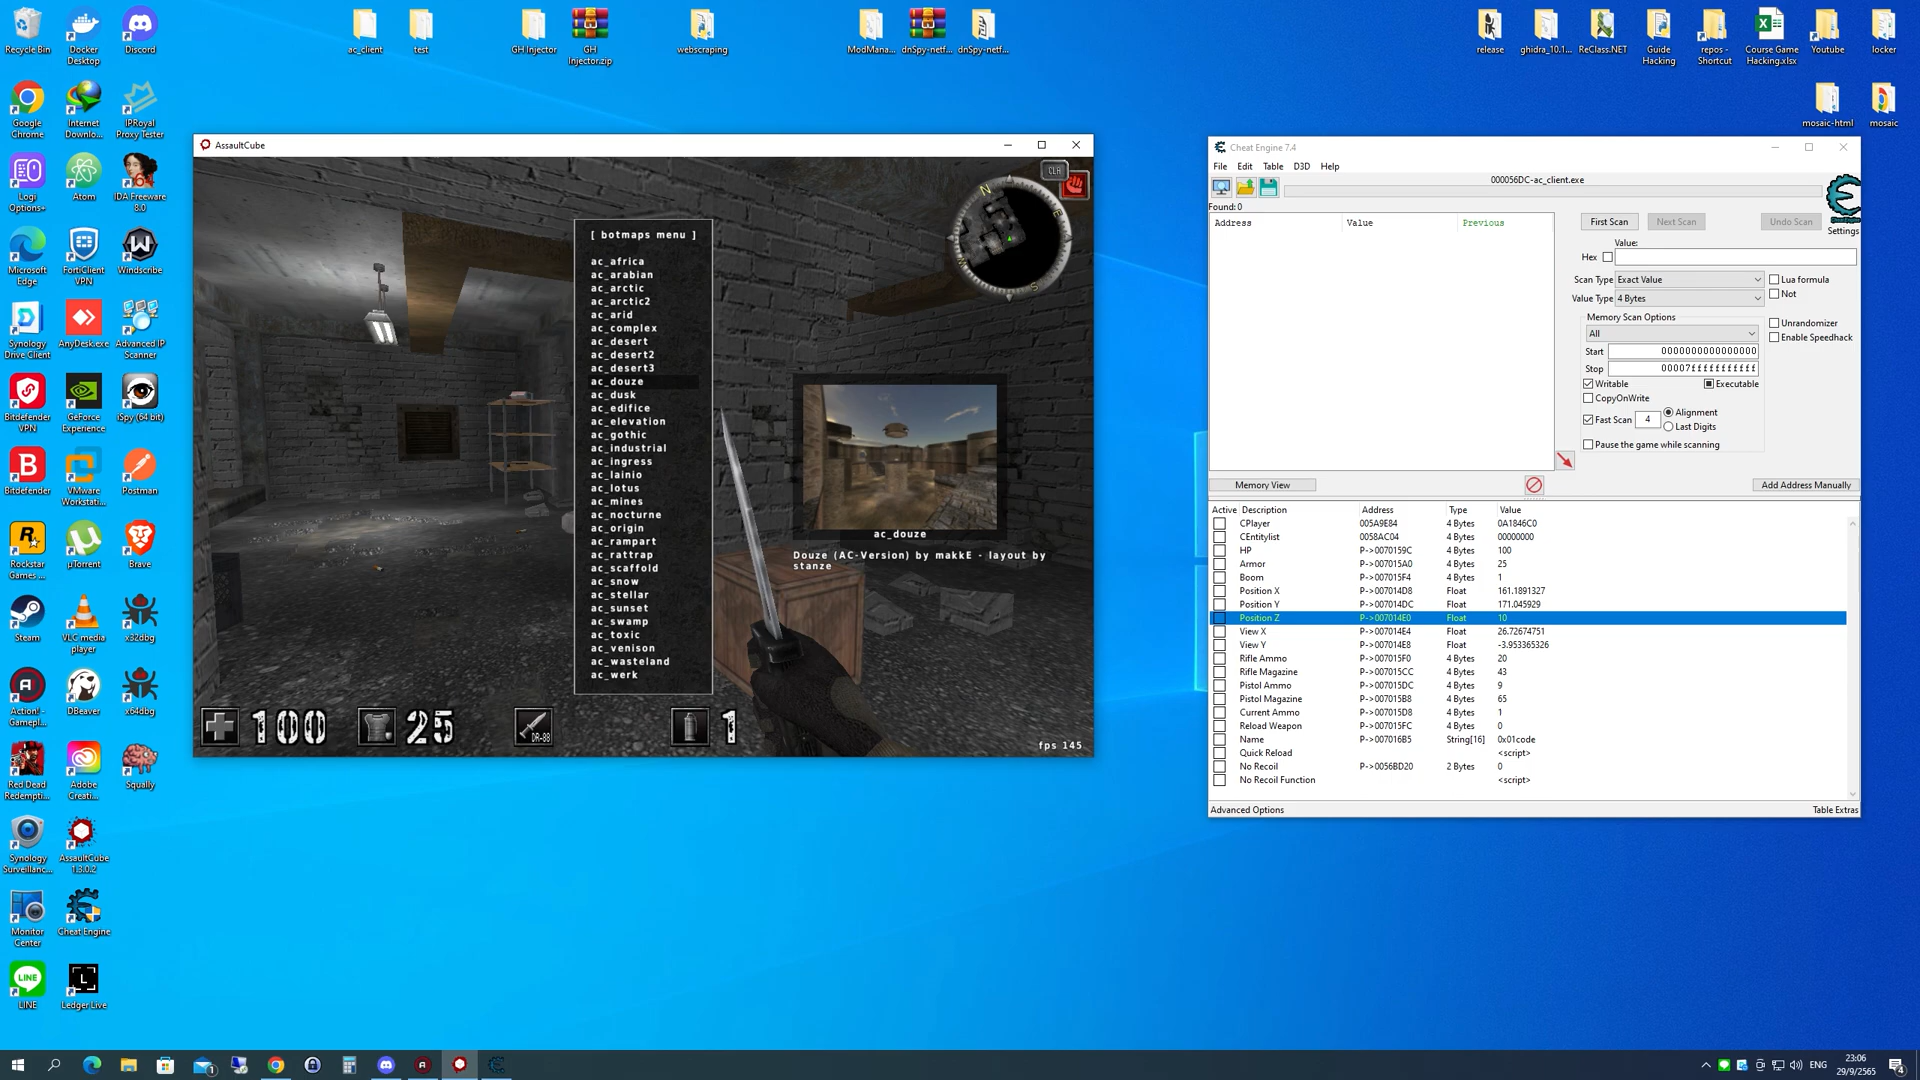 Recycle Bin
Docker Desktop
Discord
ac_client
test
GH Injector
GH Injector.zip
webscraping
ModMana...
dnSpy-netf...
dnSpy-netf...
release
ghidra_10.1...
ReClass.NET
Guide Hacking
repos - Shortcut
Course Game Hacking.xlsx
Youtube
locker
mosaic-html
mosaic
Google Chrome
Internet Downlo...
IPRoyal Proxy Tester
Logi Options+
Atom
IDA Freeware 8.0
Microsoft Edge
FortiClient VPN
Windscribe
Synology Drive Client
AnyDesk.exe
Advanced IP Scanner
Bitdefender VPN
GeForce Experience
iSpy (64 bit)
Bitdefender
VMware Workstati...
Postman
Rockstar Games ...
µTorrent
Brave
Steam
VLC media player
x32dbg
Action! - Gamepl...
DBeaver
x64dbg
Red Dead Redempti...
Adobe Creati...
Squally
Synology Surveillanc...
AssaultCube 1.3.0.2
Monitor Center
Cheat Engine
LINE
Ledger Live
AssaultCube
[ botmaps menu ]
ac_africa
ac_arabian
ac_arctic
ac_arctic2
ac_arid
ac_complex
ac_desert
ac_desert2
ac_desert3
ac_douze
ac_dusk
ac_edifice
ac_elevation
ac_gothic
ac_industrial
ac_ingress
ac_lainio
ac_lotus
ac_mines
ac_nocturne
ac_origin
ac_rampart
ac_rattrap
ac_scaffold
ac_snow
ac_stellar
ac_sunset
ac_swamp
ac_toxic
ac_venison
ac_wasteland
ac_werk
CLA
N
E
S
W
ac_douze
Douze (AC-Version) by makkE - layout by
stanze
100
25
DR-88
1
fps 145
Cheat Engine 7.4
File Edit Table D3D Help
000056DC-ac_client.exe
Found: 0
Address Value Previous
First Scan Next Scan Undo Scan
Settings
Value:
Hex
Scan Type Exact Value
Lua formula
Value Type 4 Bytes
Not
Memory Scan Options
All
Unrandomizer
Enable Speedhack
Start 0000000000000000
Stop 00007fffffffffff
Writable Executable
CopyOnWrite
Fast Scan 4 Alignment
Last Digits
Pause the game while scanning
Memory View
Add Address Manually
Active Description Address Type Value
CPlayer 005A9E84 4 Bytes 0A1846C0
CEntitylist 0058AC04 4 Bytes 00000000
HP P->0070159C 4 Bytes 100
Armor P->007015A0 4 Bytes 25
Boom P->007015F4 4 Bytes 1
Position X P->007014D8 Float 161.1891327
Position Y P->007014DC Float 171.045929
Position Z P->007014E0 Float 10
View X P->007014E4 Float 26.72674751
View Y P->007014E8 Float -3.953365326
Rifle Ammo P->007015F0 4 Bytes 20
Rifle Magazine P->007015CC 4 Bytes 43
Pistol Ammo P->007015DC 4 Bytes 9
Pistol Magazine P->007015B8 4 Bytes 65
Current Ammo P->007015D8 4 Bytes 1
Reload Weapon P->007015FC 4 Bytes 0
Name P->007016B5 String[16] 0x01code
Quick Reload <script>
No Recoil P->0056BD20 2 Bytes 0
No Recoil Function <script>
Advanced Options
Table Extras
1
ENG
23:06
29/9/2565
4